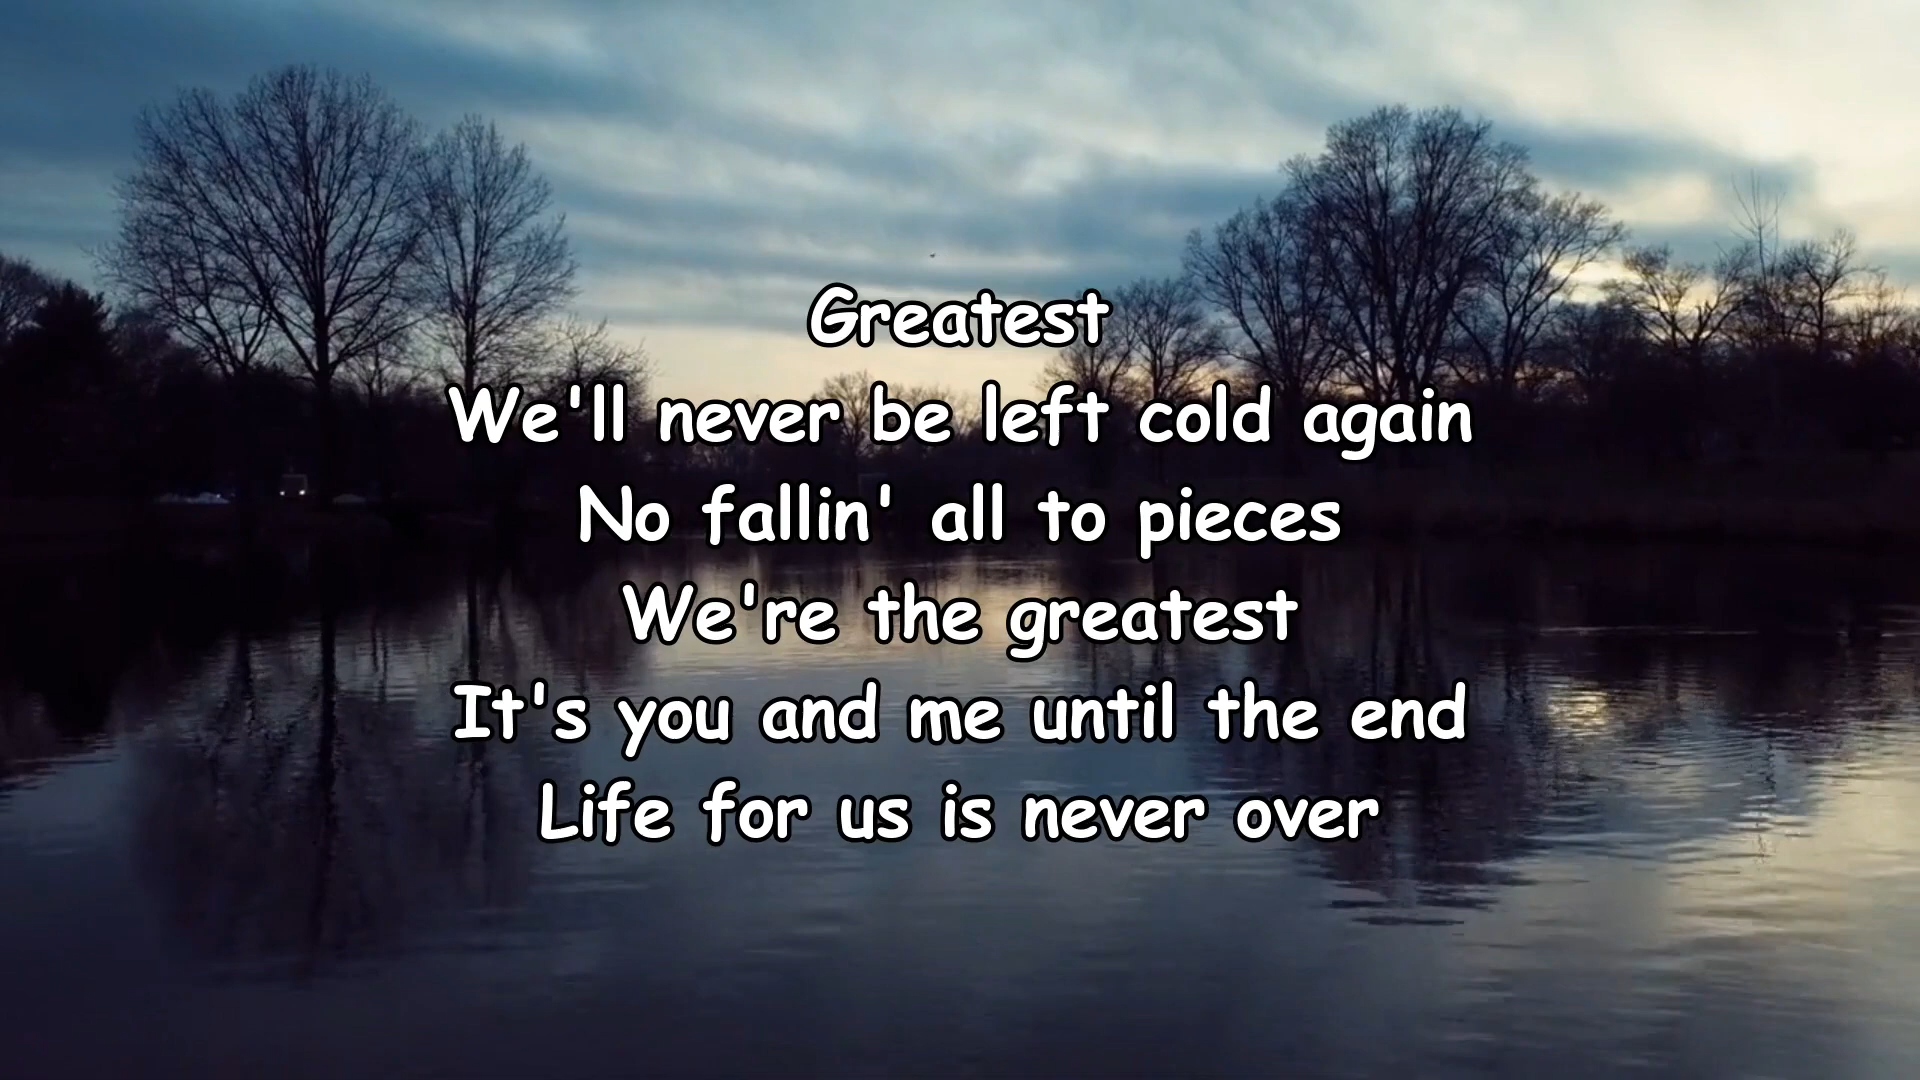 Greatest
We'll never be left cold again
No fallin' all to pieces
We're the greatest
It's you and me until the end
Life for us is never over